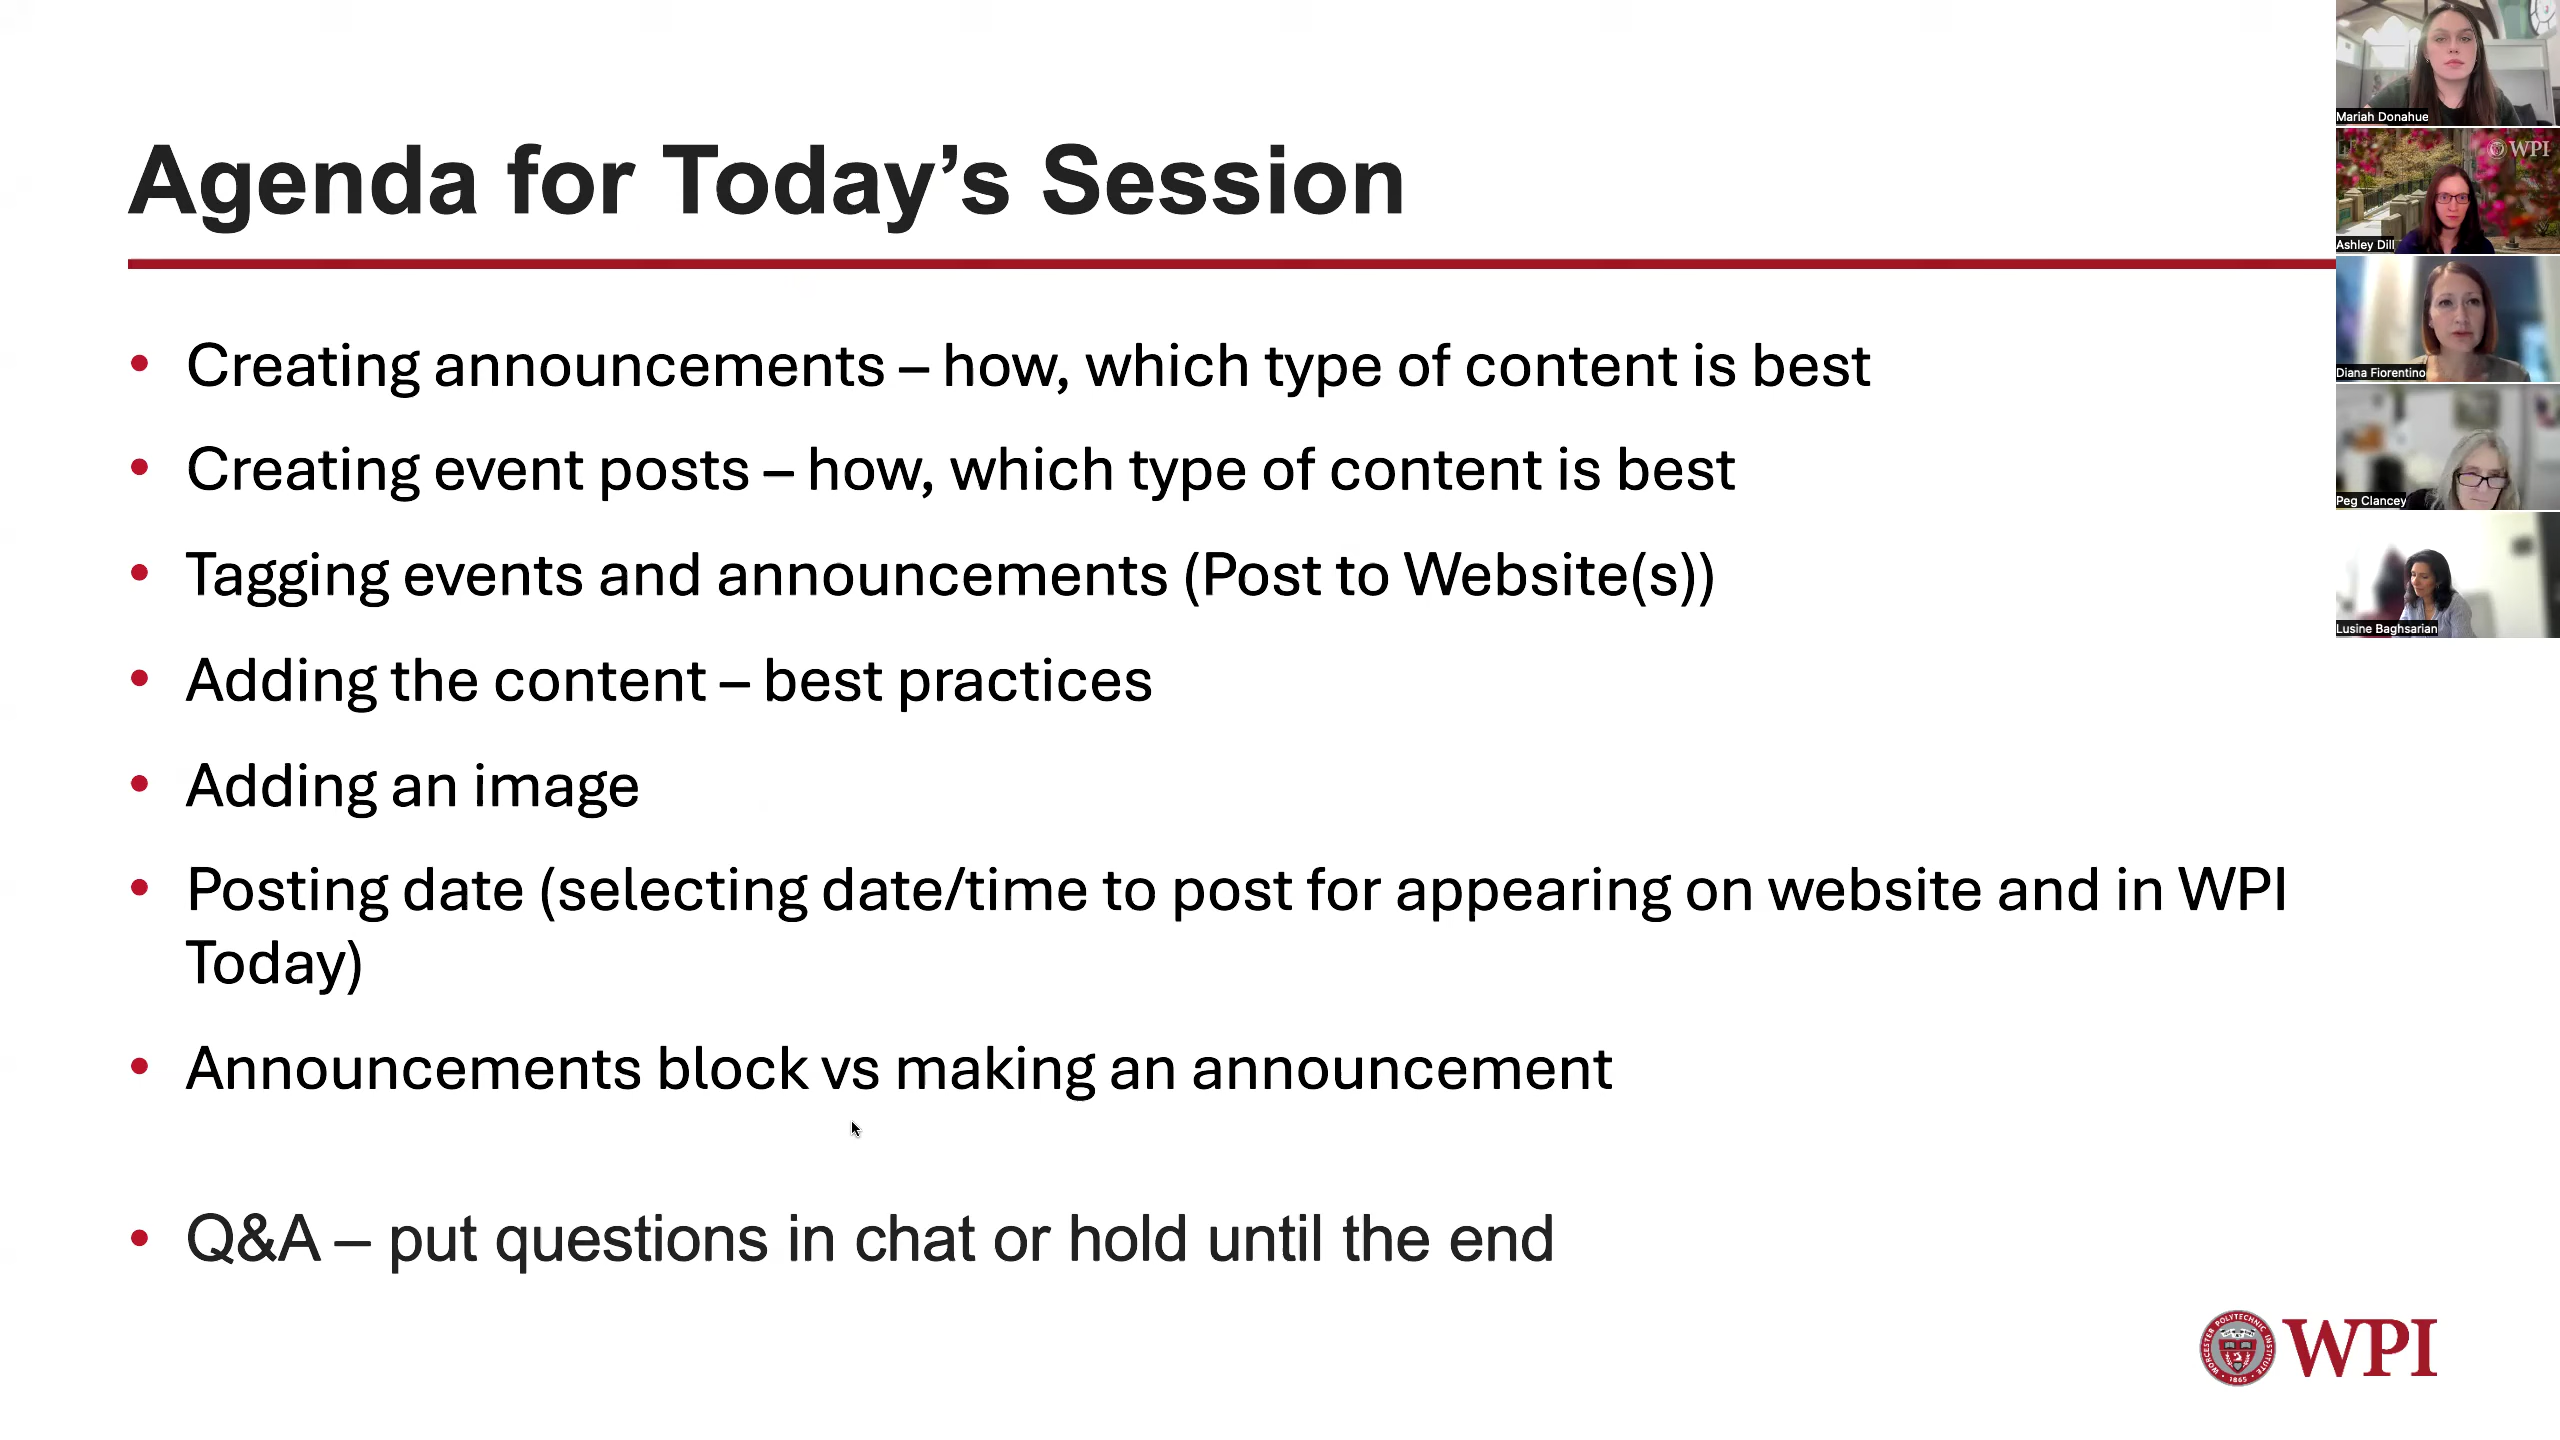 Agenda for Today’s Session
• Creating announcements – how, which type of content is best
• Creating event posts – how, which type of content is best
• Tagging events and announcements (Post to Website(s))
• Adding the content – best practices
• Adding an image
• Posting date (selecting date/time to post for appearing on website and in WPI
Today)
• Announcements block vs making an announcement
• Q&A – put questions in chat or hold until the end
Mariah Donahue
WPI
Ashley Dill
Diana Fiorentino
Peg Clancey
Lusine Baghsarian
WORCESTER POLYTECHNIC INSTITUTE
1865
WPI